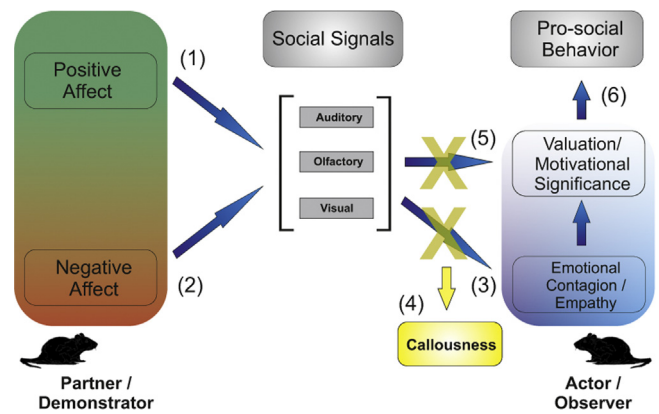 Social Signals
Pro-social
Behavior
(1)
Positive
Affect
(6)
Auditory
(5)
Valuation/
Motivational
Significance
Olfactory
Visual
Negative
Affect
(2)
(3)
Emotional
Contagion /
Empathy
(4)
Callousness
Partner /
Demonstrator
Actor /
Observer